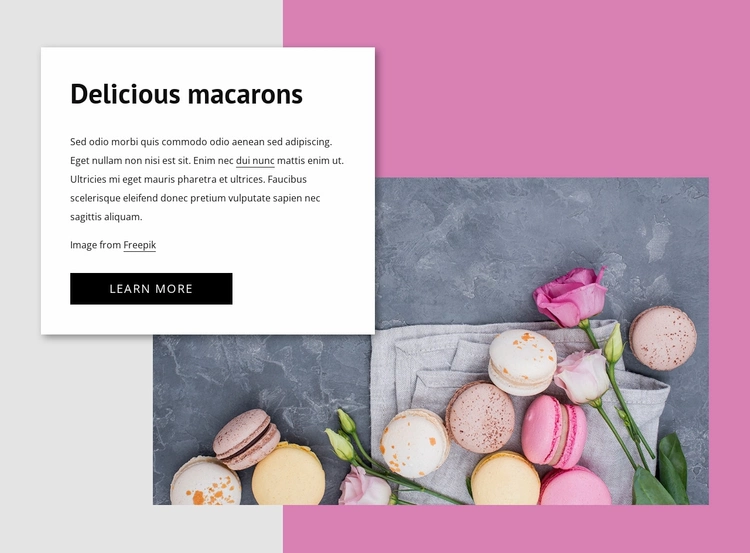 Delicious macarons
Sed odio morbi quis commodo odio aenean sed adipiscing.
Eget nullam non nisi est sit. Enim nec dui nunc mattis enim ut.
Ultricies mi eget mauris pharetra et ultrices. Faucibus
scelerisque eleifend donec pretium vulputate sapien nec
sagittis aliquam.
Image from Freepik
LEARN MORE